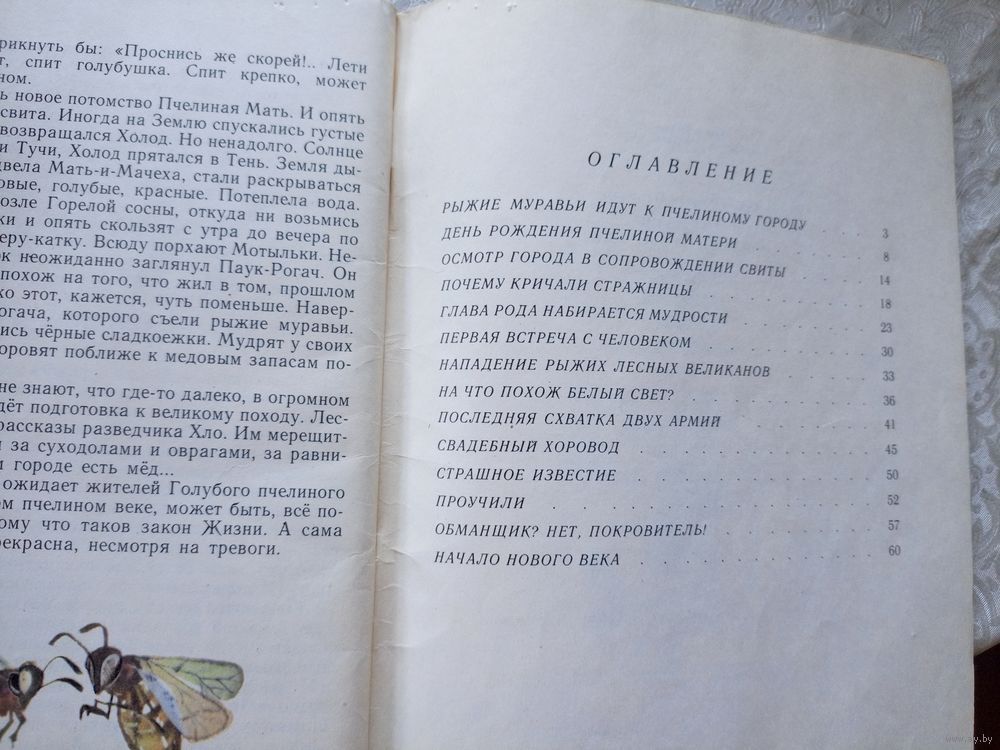 рикнуть бы: «Проснись же скорей!.. Лети
т, спит голубушка. Спит крепко, может
ном.
ь новое потомство Пчелиная Мать. И опять
свита. Иногда на Землю спускались густые
возвращался Холод. Но ненадолго. Солнце
и Тучи, Холод прятался в Тень. Земля ды-
двела Мать-и-Мачеха, стали раскрываться
овые, голубые, красные. Потеплела вода.
возле Горелой сосны, откуда ни возьмись
ки и опять скользят с утра до вечера по
еру-катку. Всюду порхают Мотыльки. Не-
ок неожиданно заглянул Паук-Рогач. Он
похож на того, что жил в том, прошлом
ко этот, кажется, чуть поменьше. Навер-
огача, которого съели рыжие муравьи.
ись чёрные сладкоежки. Мудрят у своих
оровят поближе к медовым запасам по-
не знают, что где-то далеко, в огромном
дёт подготовка к великому походу. Лес-
рассказы разведчика Хло. Им мерещит-
и за суходолами и оврагами, за равни-
м городе есть мёд...
ожидает жителей Голубого пчелиного
ом пчелином веке, может быть, всё по-
ому что таков закон Жизни. А сама
рекрасна, несмотря на тревоги.
ОГЛАВЛЕНИЕ
РЫЖИЕ МУРАВЬИ ИДУТ К ПЧЕЛИНОМУ ГОРОДУ . . 3
ДЕНЬ РОЖДЕНИЯ ПЧЕЛИНОЙ МАТЕРИ . . . . . 8
ОСМОТР ГОРОДА В СОПРОВОЖДЕНИИ СВИТЫ . . . 14
ПОЧЕМУ КРИЧАЛИ СТРАЖНИЦЫ . . . . . . . 18
ГЛАВА РОДА НАБИРАЕТСЯ МУДРОСТИ . . . . . 23
ПЕРВАЯ ВСТРЕЧА С ЧЕЛОВЕКОМ . . . . . . . 30
НАПАДЕНИЕ РЫЖИХ ЛЕСНЫХ ВЕЛИКАНОВ . . . 33
НА ЧТО ПОХОЖ БЕЛЫЙ СВЕТ? . . . . . . . 36
ПОСЛЕДНЯЯ СХВАТКА ДВУХ АРМИЙ . . . . . 41
СВАДЕБНЫЙ ХОРОВОД . . . . . . . . . 45
СТРАШНОЕ ИЗВЕСТИЕ . . . . . . . . . 50
ПРОУЧИЛИ . . . . . . . . . . . . 52
ОБМАНЩИК? НЕТ, ПОКРОВИТЕЛЬ! . . . . . 57
НАЧАЛО НОВОГО ВЕКА . . . . . . . . . 60